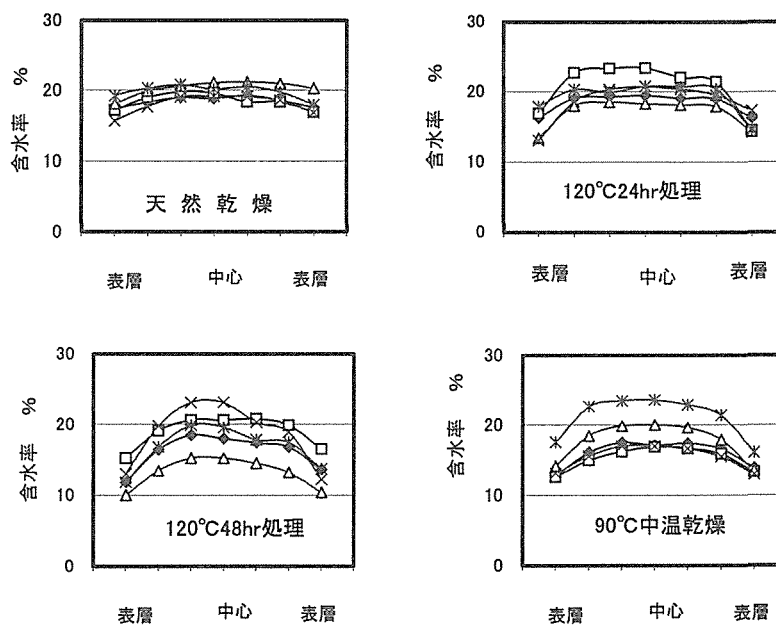 30
20
10
0
含水率 %
天然乾燥
表層 中心 表層
30
20
10
0
含水率 %
120℃24hr処理
表層 中心 表層
30
20
10
0
含水率 %
120℃48hr処理
表層 中心 表層
30
20
10
0
含水率 %
90℃中温乾燥
表層 中心 表層